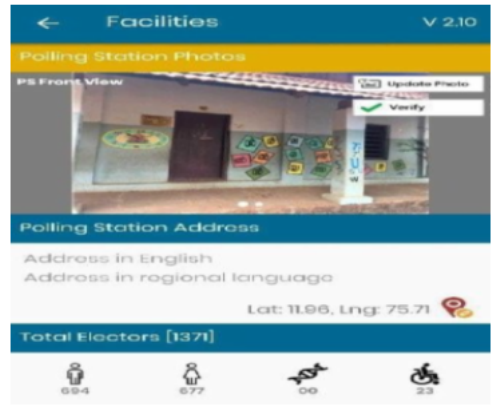 Facilities V 2.10
Polling Station Photos
PS Front View
Update Photo
Verify
Polling Station Address
Address in English
Address in regional language
Lat: 11.96, Lng: 75.71
Total Electors [1371]
694 677 00 23